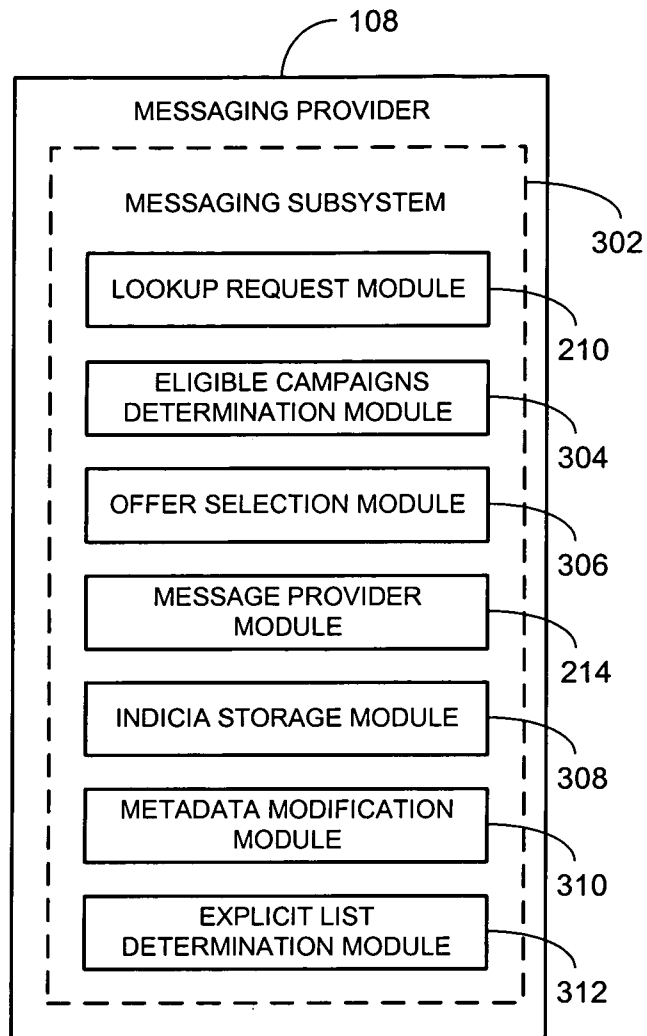 108
MESSAGING PROVIDER
MESSAGING SUBSYSTEM
302
LOOKUP REQUEST MODULE
210
ELIGIBLE CAMPAIGNS
DETERMINATION MODULE
304
OFFER SELECTION MODULE
306
MESSAGE PROVIDER
MODULE
214
INDICIA STORAGE MODULE
308
METADATA MODIFICATION
MODULE
310
EXPLICIT LIST
DETERMINATION MODULE
312